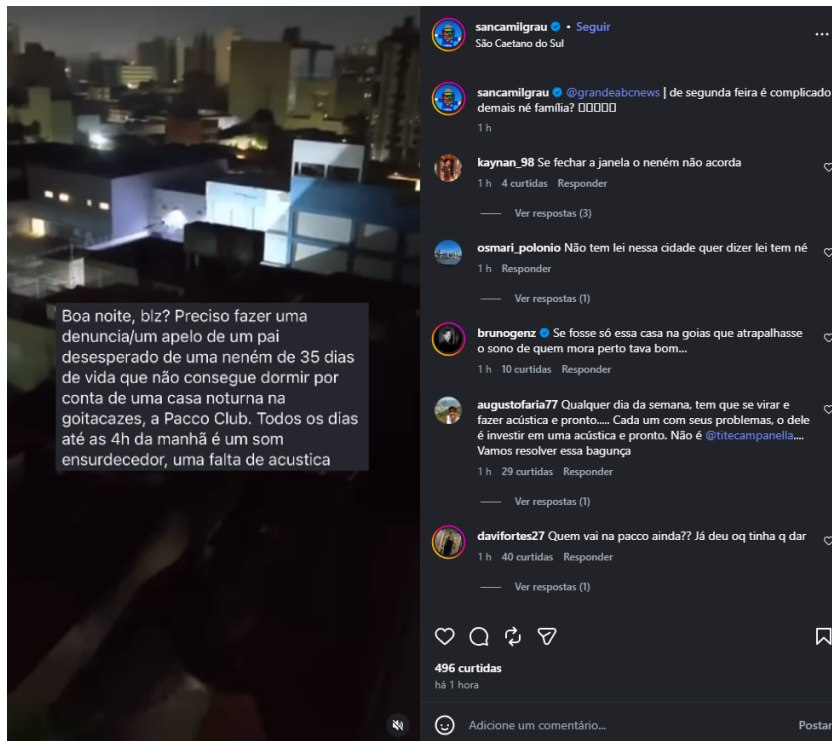 Boa noite, blz? Preciso fazer uma
denuncia/um apelo de um pai
desesperado de uma neném de 35 dias
de vida que não consegue dormir por
conta de uma casa noturna na
goitacazes, a Pacco Club. Todos os dias
até as 4h da manhã é um som
ensurdecedor, uma falta de acustica
sancamilgrau • Seguir
São Caetano do Sul
sancamilgrau @grandeabcnews | de segunda feira é complicado
demais né família? 
1 h
kaynan_98 Se fechar a janela o neném não acorda
1 h 4 curtidas Responder
Ver respostas (3)
osmari_polonio Não tem lei nessa cidade quer dizer lei tem né
1 h Responder
Ver respostas (1)
brunogenz Se fosse só essa casa na goias que atrapalhasse
o sono de quem mora perto tava bom...
1 h 10 curtidas Responder
augustofaria77 Qualquer dia da semana, tem que se virar e
fazer acústica e pronto..... Cada um com seus problemas, o dele
é investir em uma acústica e pronto. Não é @titecampanella....
Vamos resolver essa bagunça
1 h 29 curtidas Responder
Ver respostas (1)
davifortes27 Quem vai na pacco ainda?? Já deu oq tinha q dar
1 h 40 curtidas Responder
Ver respostas (1)
496 curtidas
há 1 hora
Adicione um comentário...
Postar